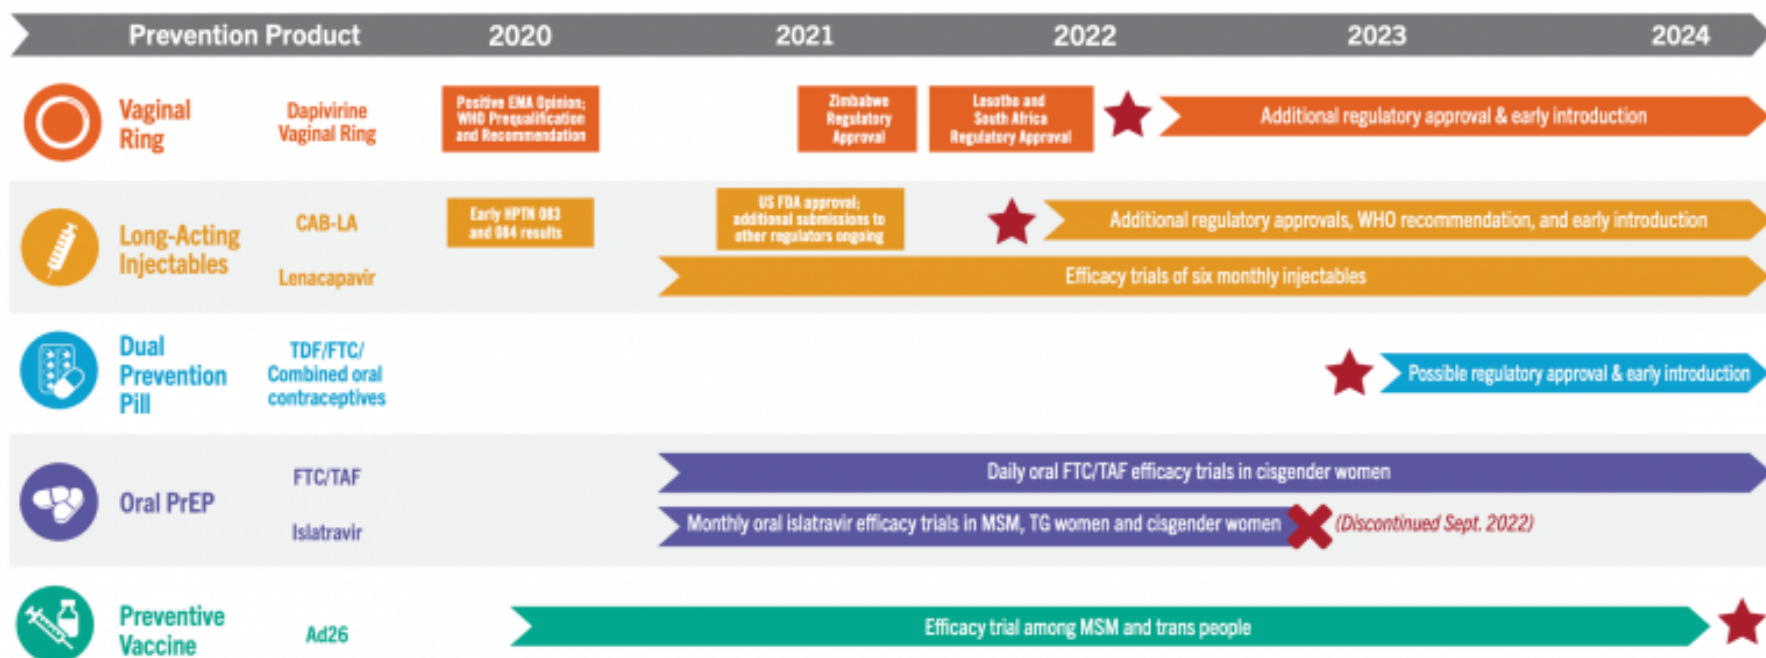 Prevention Product 2020 2021 2022 2023 2024
Vaginal
Ring
Dapivirine
Vaginal Ring
Positive EMA Opinion;
WHO Prequalification
and Recommendation
Zimbabwe
Regulatory
Approval
Lesotho and
South Africa
Regulatory Approval
Additional regulatory approval & early introduction
Long-Acting
Injectables
CAB-LA
Early HPTN 083
and 084 results
US FDA approval;
additional submissions to
other regulators ongoing
Additional regulatory approvals, WHO recommendation, and early introduction
Lenacapavir
Efficacy trials of six monthly injectables
Dual
Prevention
Pill
TDF/FTC/
Combined oral
contraceptives
Possible regulatory approval & early introduction
Oral PrEP
FTC/TAF
Daily oral FTC/TAF efficacy trials in cisgender women
Islatravir
Monthly oral islatravir efficacy trials in MSM, TG women and cisgender women
(Discontinued Sept. 2022)
Preventive
Vaccine
Ad26
Efficacy trial among MSM and trans people